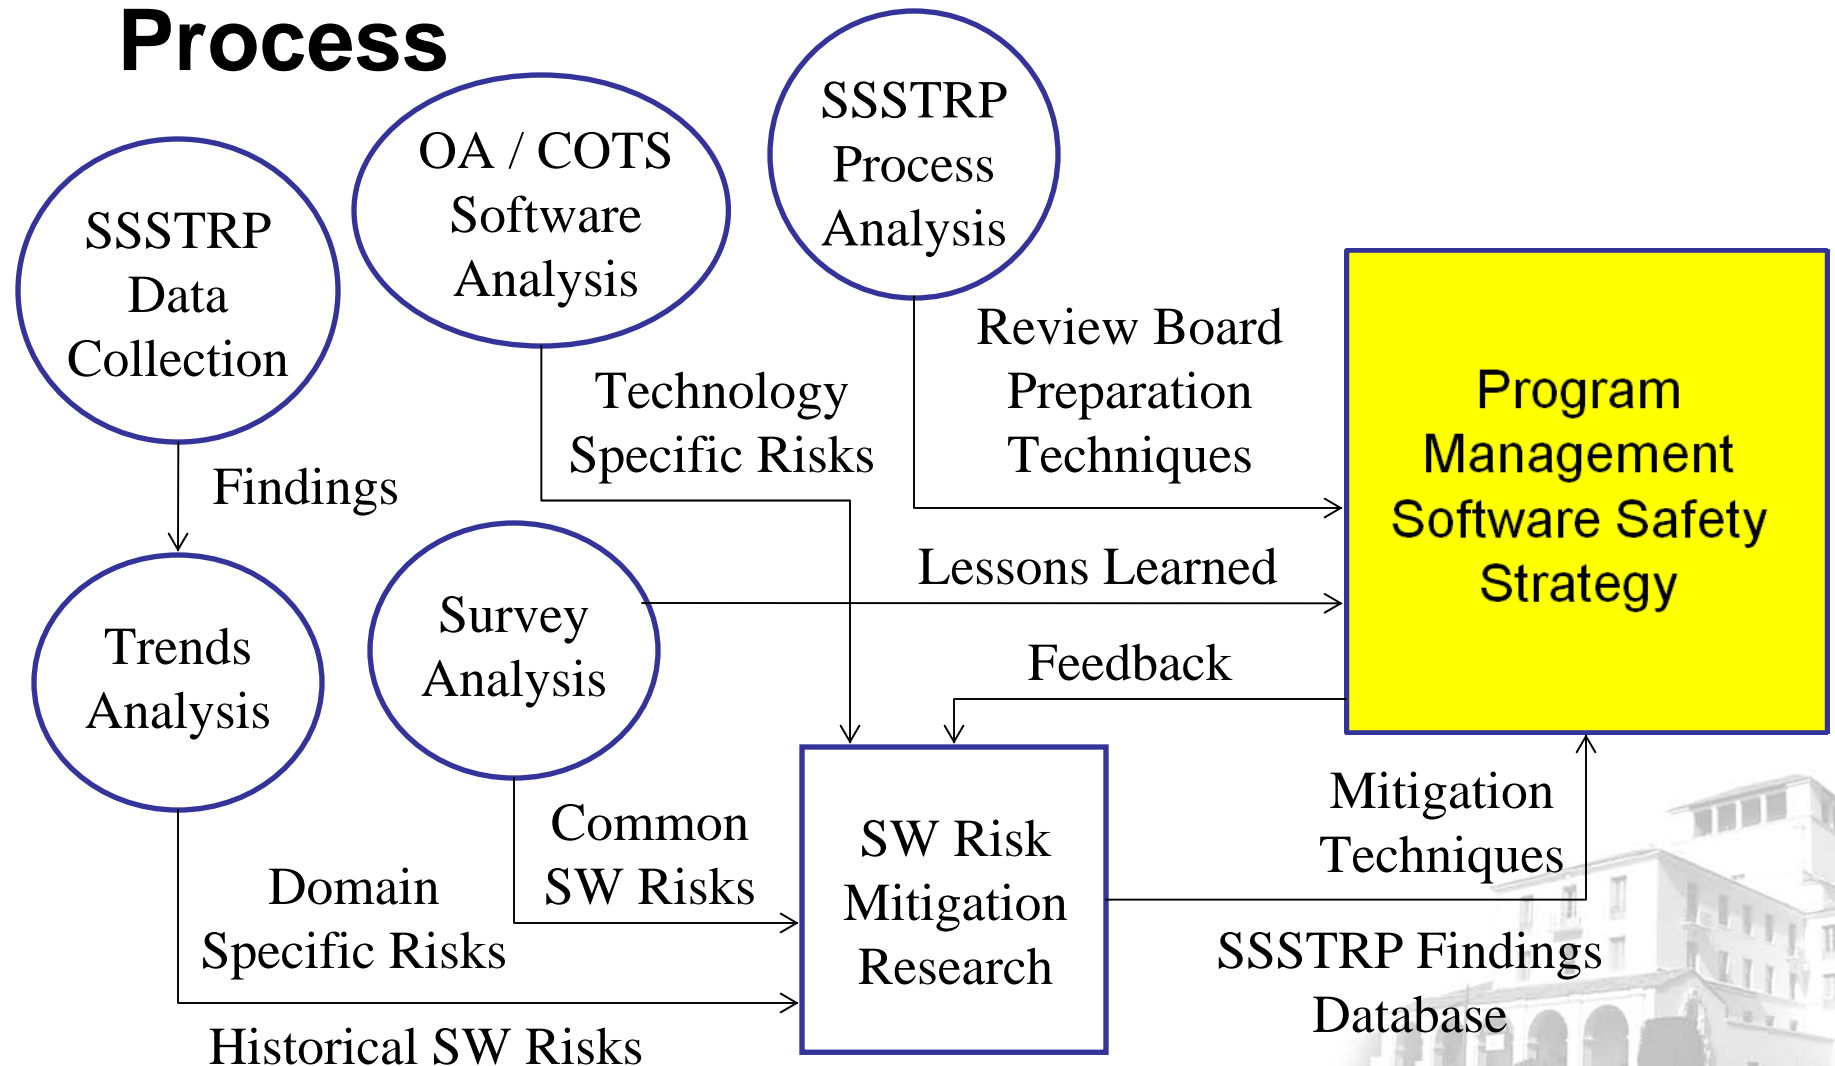 Process
SSSTRP
Data
Collection
OA / COTS
Software
Analysis
SSSTRP
Process
Analysis
Findings
Technology
Specific Risks
Review Board
Preparation
Techniques
Program
Management
Software Safety
Strategy
Lessons Learned
Feedback
Trends
Analysis
Survey
Analysis
Common
SW Risks
Domain
Specific Risks
Historical SW Risks
SW Risk
Mitigation
Research
Mitigation
Techniques
SSSTRP Findings
Database